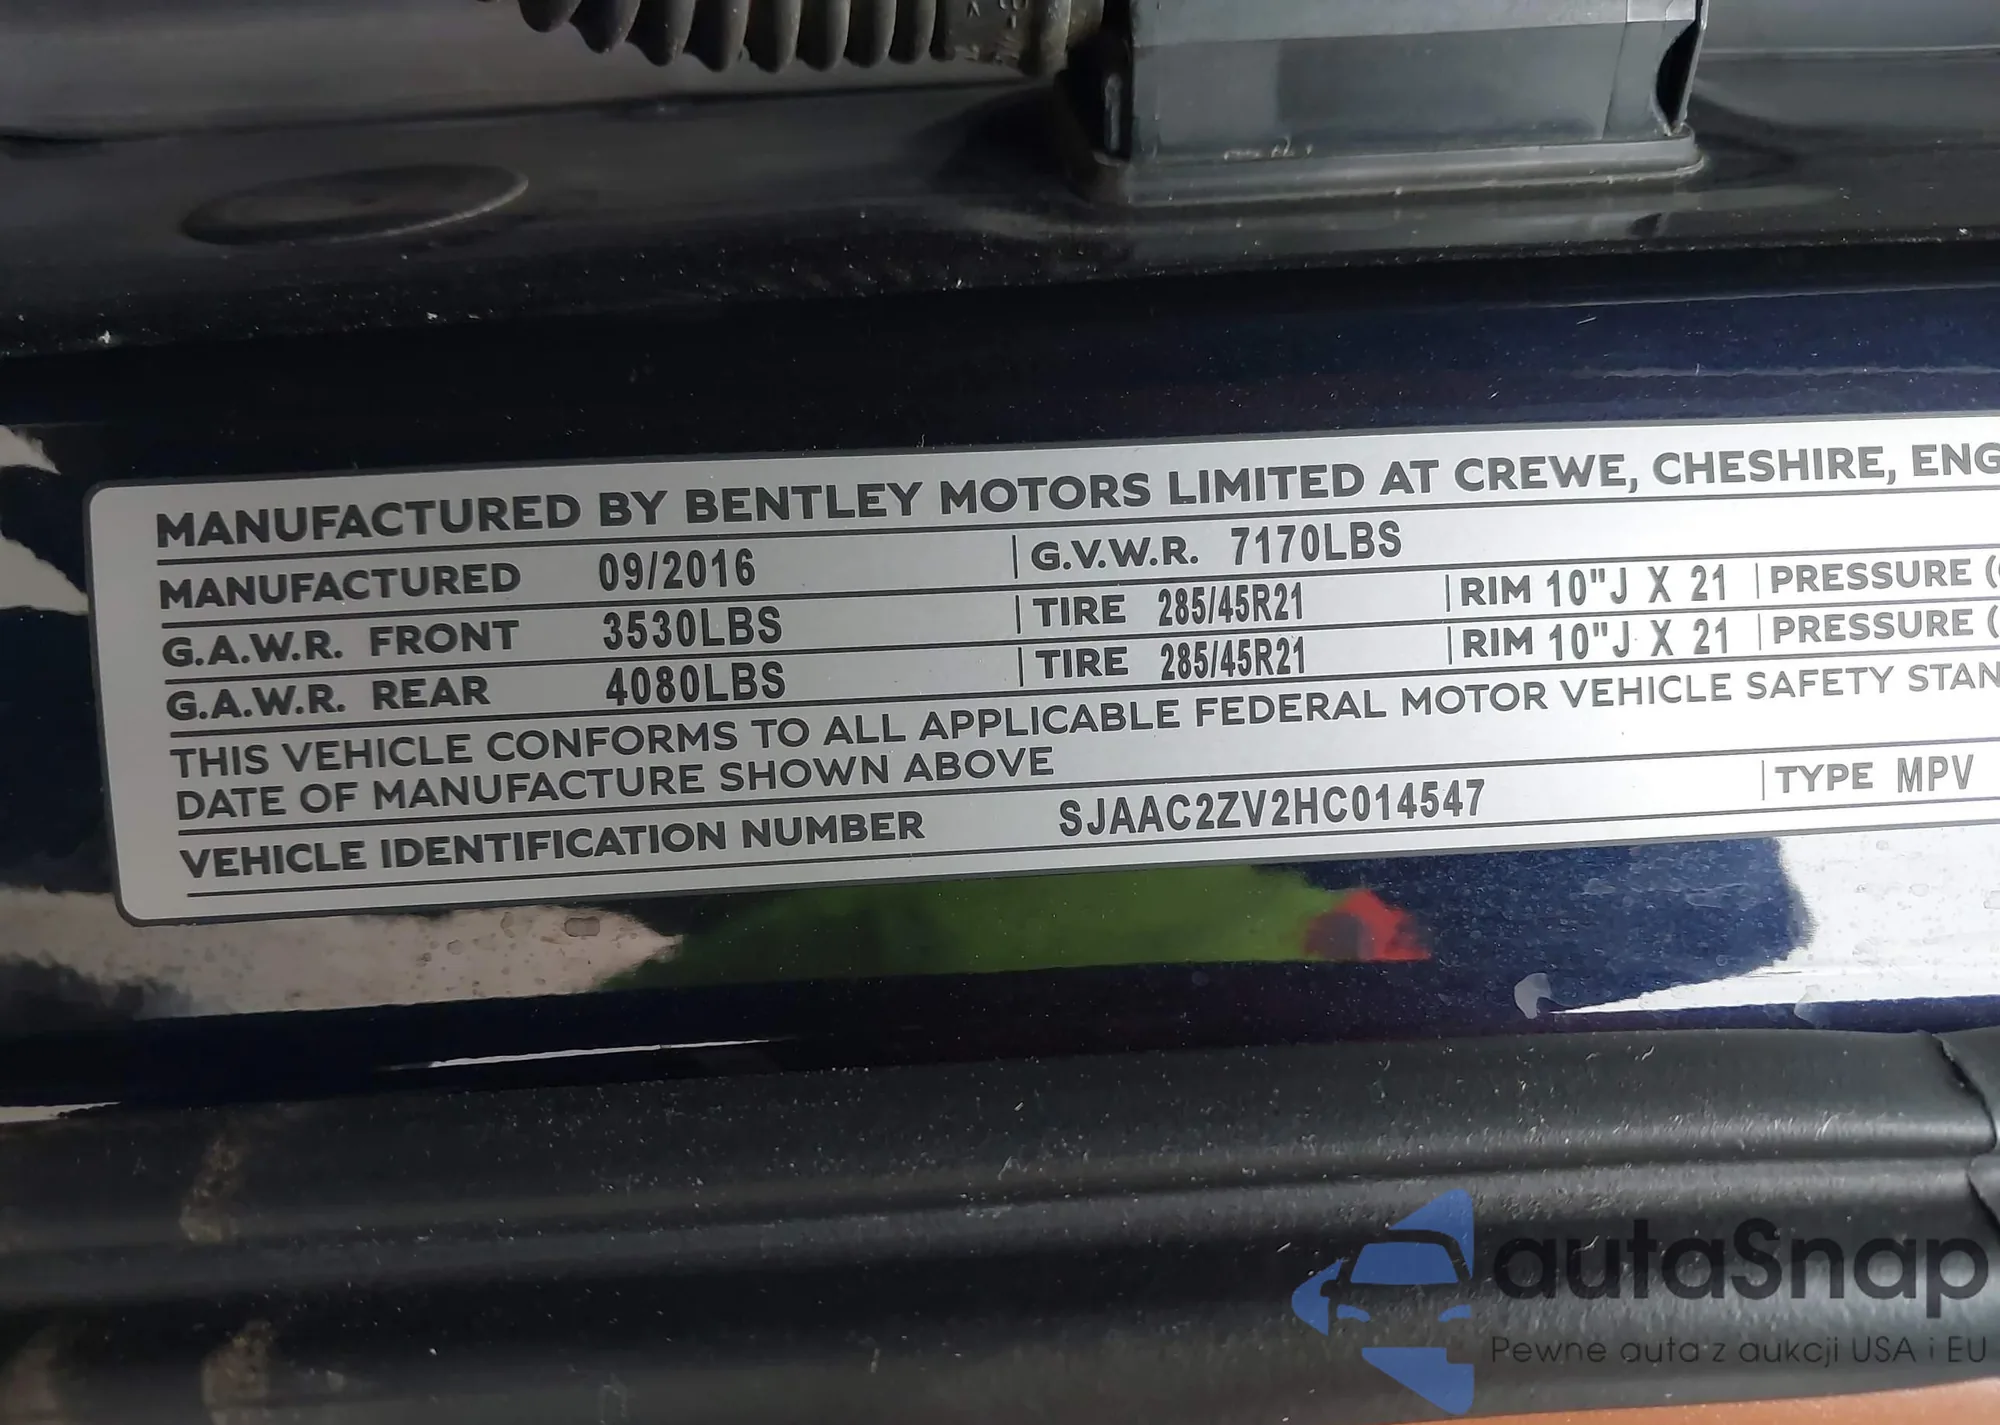 MANUFACTURED BY BENTLEY MOTORS LIMITED AT CREWE, CHESHIRE, ENG
MANUFACTURED 09/2016 G.V.W.R. 7170LBS
G.A.W.R. FRONT 3530LBS TIRE 285/45R21 RIM 10"J X 21 PRESSURE (
G.A.W.R. REAR 4080LBS TIRE 285/45R21 RIM 10"J X 21 PRESSURE (
THIS VEHICLE CONFORMS TO ALL APPLICABLE FEDERAL MOTOR VEHICLE SAFETY STAN
DATE OF MANUFACTURE SHOWN ABOVE
VEHICLE IDENTIFICATION NUMBER SJAAC2ZV2HC014547 TYPE MPV
autaSnap
Pewne auta z aukcji USA i EU